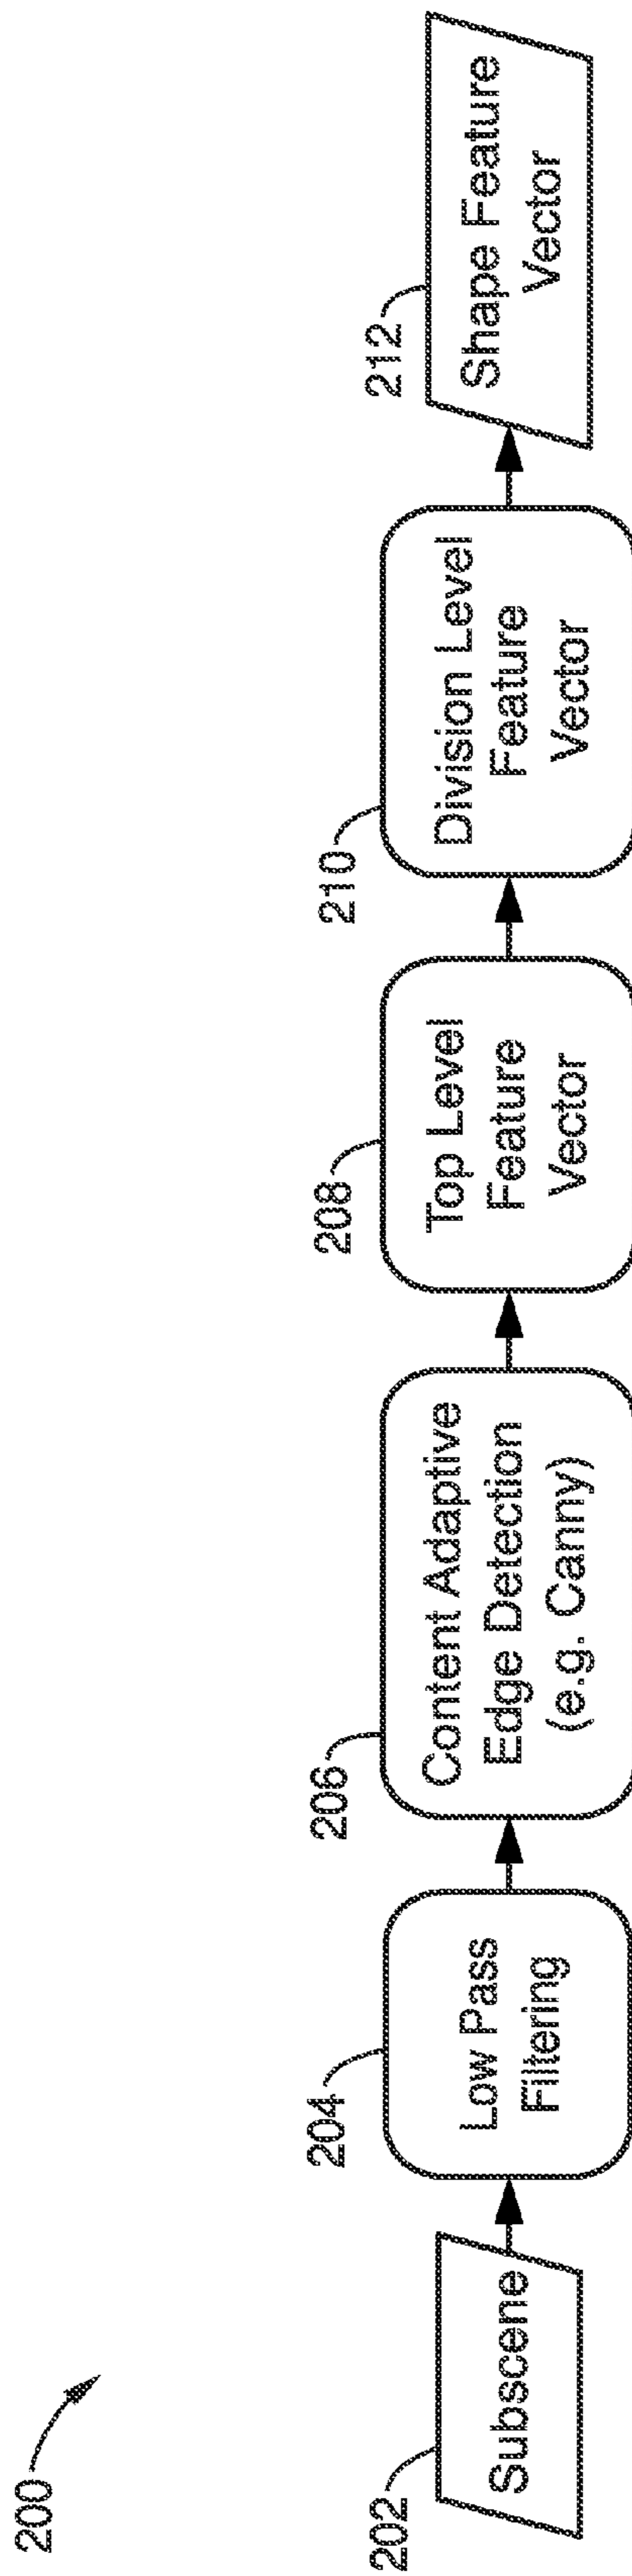 200
202
Subscene
204
Low Pass
Filtering
206
Content Adaptive
Edge Detection
(e.g. Canny)
208
Top Level
Feature
Vector
210
Division Level
Feature
Vector
212
Shape Feature
Vector